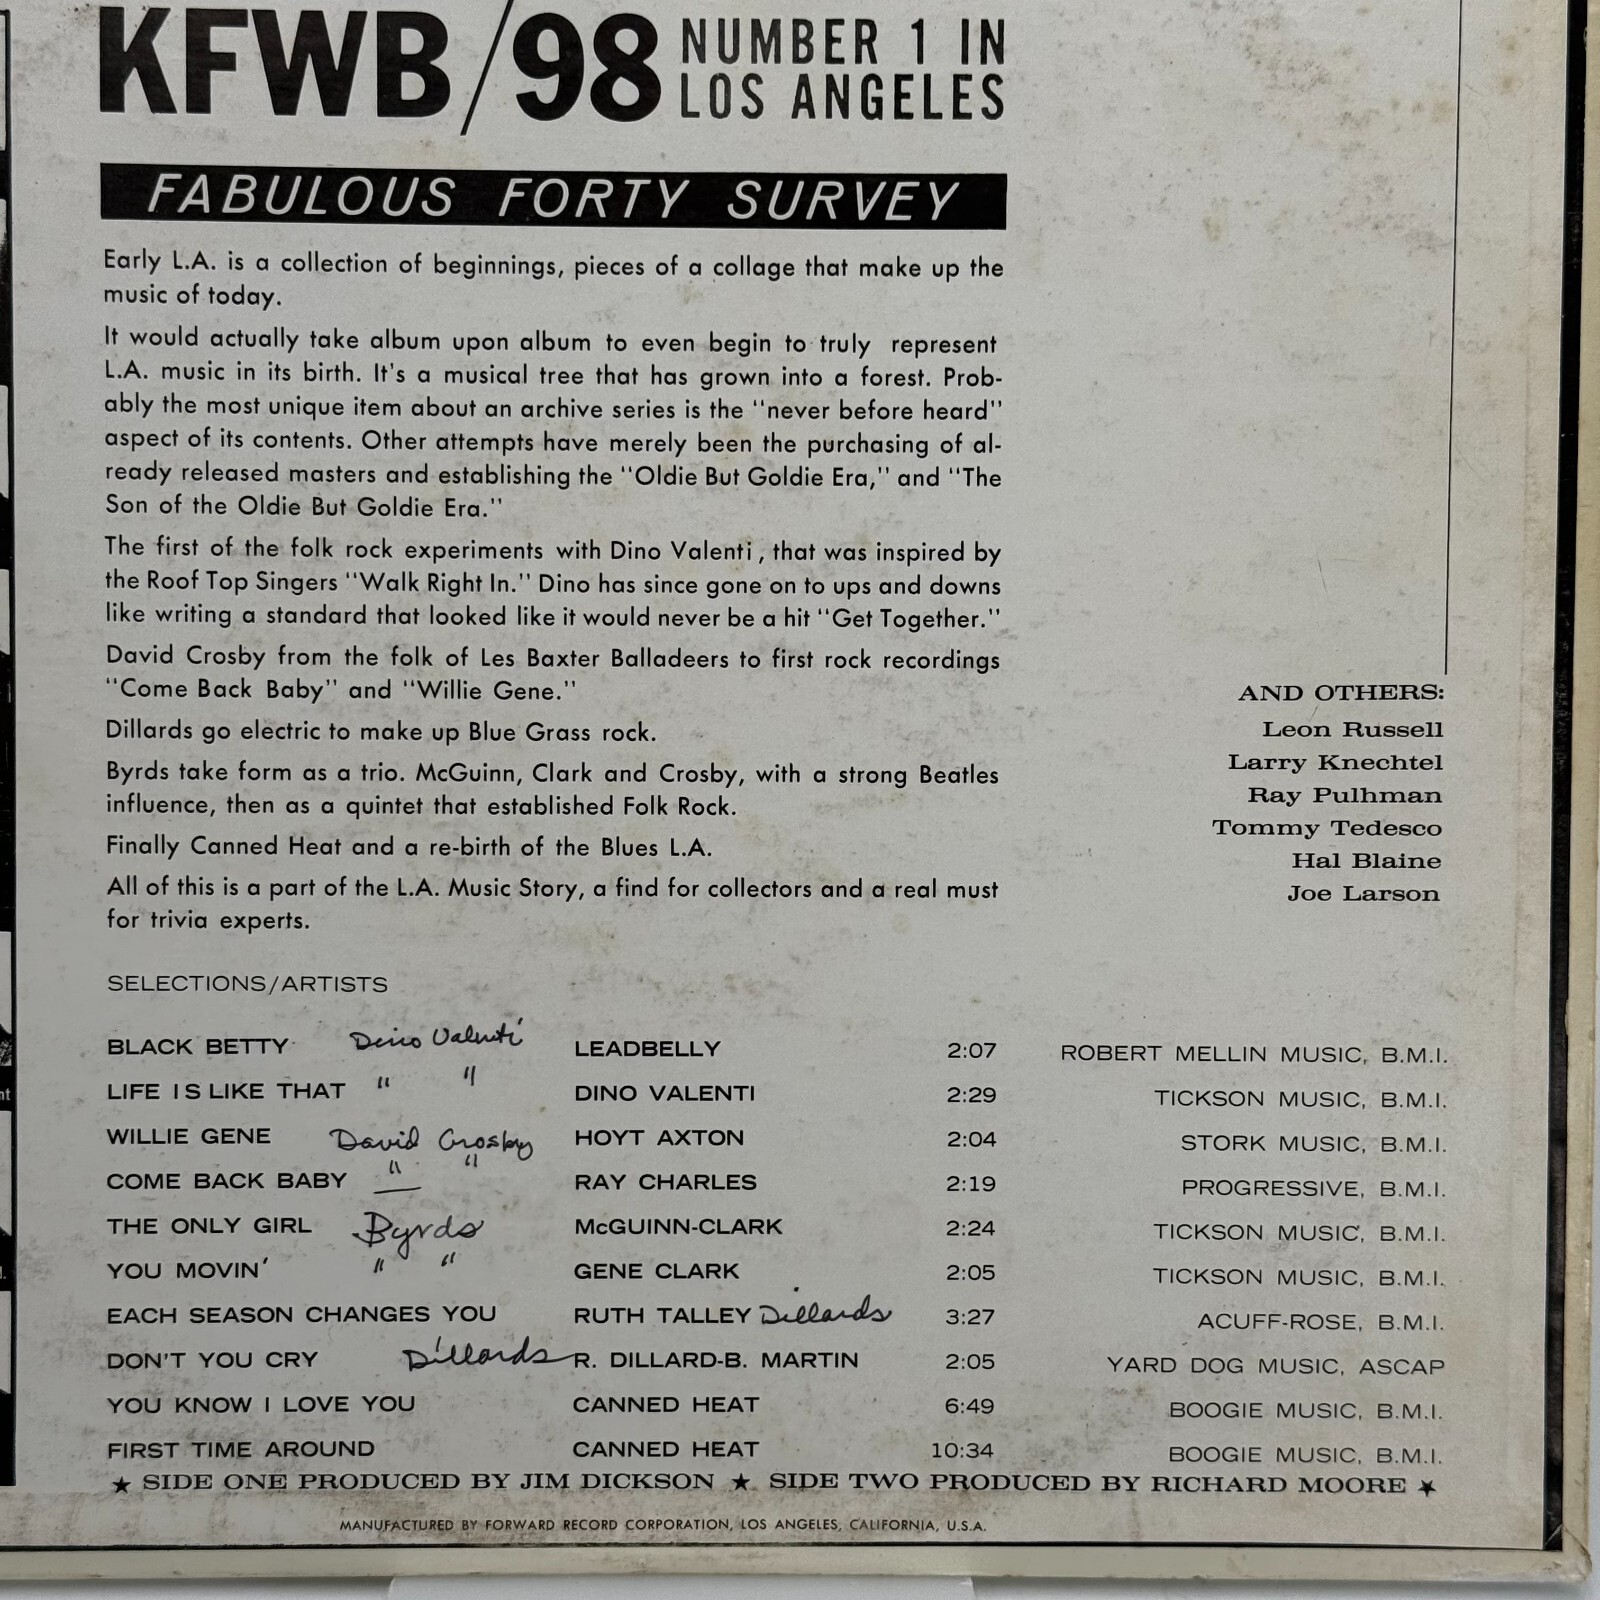 KFWB/98 NUMBER 1 IN
LOS ANGELES
FABULOUS FORTY SURVEY
Early L.A. is a collection of beginnings, pieces of a collage that make up the
music of today.
It would actually take album upon album to even begin to truly represent
L.A. music in its birth. It's a musical tree that has grown into a forest. Prob-
ably the most unique item about an archive series is the "never before heard"
aspect of its contents. Other attempts have merely been the purchasing of al-
ready released masters and establishing the "Oldie But Goldie Era," and "The
Son of the Oldie But Goldie Era."
The first of the folk rock experiments with Dino Valenti, that was inspired by
the Roof Top Singers "Walk Right In." Dino has since gone on to ups and downs
like writing a standard that looked like it would never be a hit "Get Together."
David Crosby from the folk of Les Baxter Balladeers to first rock recordings
"Come Back Baby" and "Willie Gene."
Dillards go electric to make up Blue Grass rock.
Byrds take form as a trio. McGuinn, Clark and Crosby, with a strong Beatles
influence, then as a quintet that established Folk Rock.
Finally Canned Heat and a re-birth of the Blues L.A.
All of this is a part of the L.A. Music Story, a find for collectors and a real must
for trivia experts.
AND OTHERS:
Leon Russell
Larry Knechtel
Ray Pulhman
Tommy Tedesco
Hal Blaine
Joe Larson
SELECTIONS/ARTISTS
BLACK BETTY Dino Valenti LEADBELLY 2:07 ROBERT MELLIN MUSIC, B.M.I.
LIFE IS LIKE THAT " " DINO VALENTI 2:29 TICKSON MUSIC, B.M.I.
WILLIE GENE David Crosby HOYT AXTON 2:04 STORK MUSIC, B.M.I.
COME BACK BABY " " RAY CHARLES 2:19 PROGRESSIVE, B.M.I.
THE ONLY GIRL Byrds McGUINN-CLARK 2:24 TICKSON MUSIC, B.M.I.
YOU MOVIN' " " GENE CLARK 2:05 TICKSON MUSIC, B.M.I.
EACH SEASON CHANGES YOU RUTH TALLEY Dillards 3:27 ACUFF-ROSE, B.M.I.
DON'T YOU CRY Dillards R. DILLARD-B. MARTIN 2:05 YARD DOG MUSIC, ASCAP
YOU KNOW I LOVE YOU CANNED HEAT 6:49 BOOGIE MUSIC, B.M.I.
FIRST TIME AROUND CANNED HEAT 10:34 BOOGIE MUSIC, B.M.I.
★ SIDE ONE PRODUCED BY JIM DICKSON ★ SIDE TWO PRODUCED BY RICHARD MOORE ★
MANUFACTURED BY FORWARD RECORD CORPORATION, LOS ANGELES, CALIFORNIA, U.S.A.